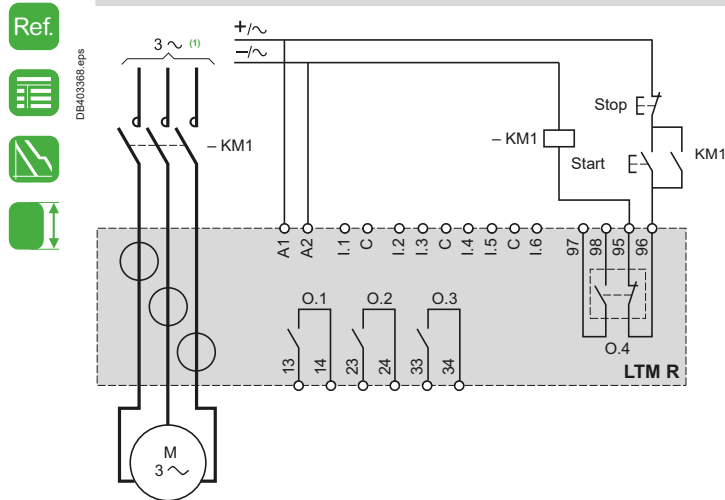 Ref.
DB403368.eps
3 ∼ (1)
+/∼
−/∼
– KM1
– KM1
Stop
Start
KM1
A1 A2 I.1 C I.2 I.3 C I.4 I.5 C I.6 97 98 95 96
O.1 O.2 O.3
O.4
13 14 23 24 33 34
LTM R
M
3 ∼